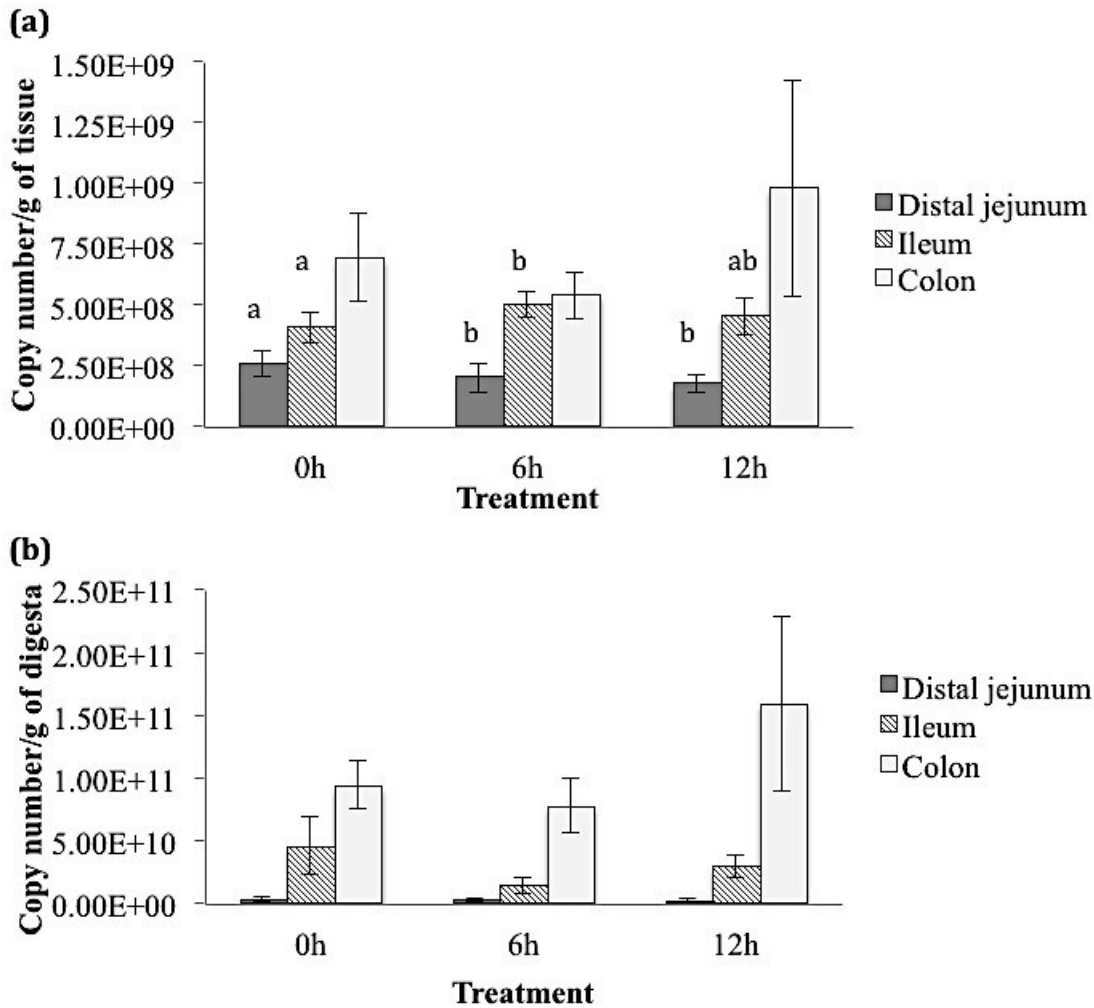 (a)
Copy number/g of tissue
1.50E+09
1.25E+09
1.00E+09
7.50E+08
5.00E+08
2.50E+08
0.00E+00
a
a
b
b
b
ab
0h
6h
12h
Treatment
Distal jejunum
Ileum
Colon
(b)
Copy number/g of digesta
2.50E+11
2.00E+11
1.50E+11
1.00E+11
5.00E+10
0.00E+00
0h
6h
12h
Treatment
Distal jejunum
Ileum
Colon